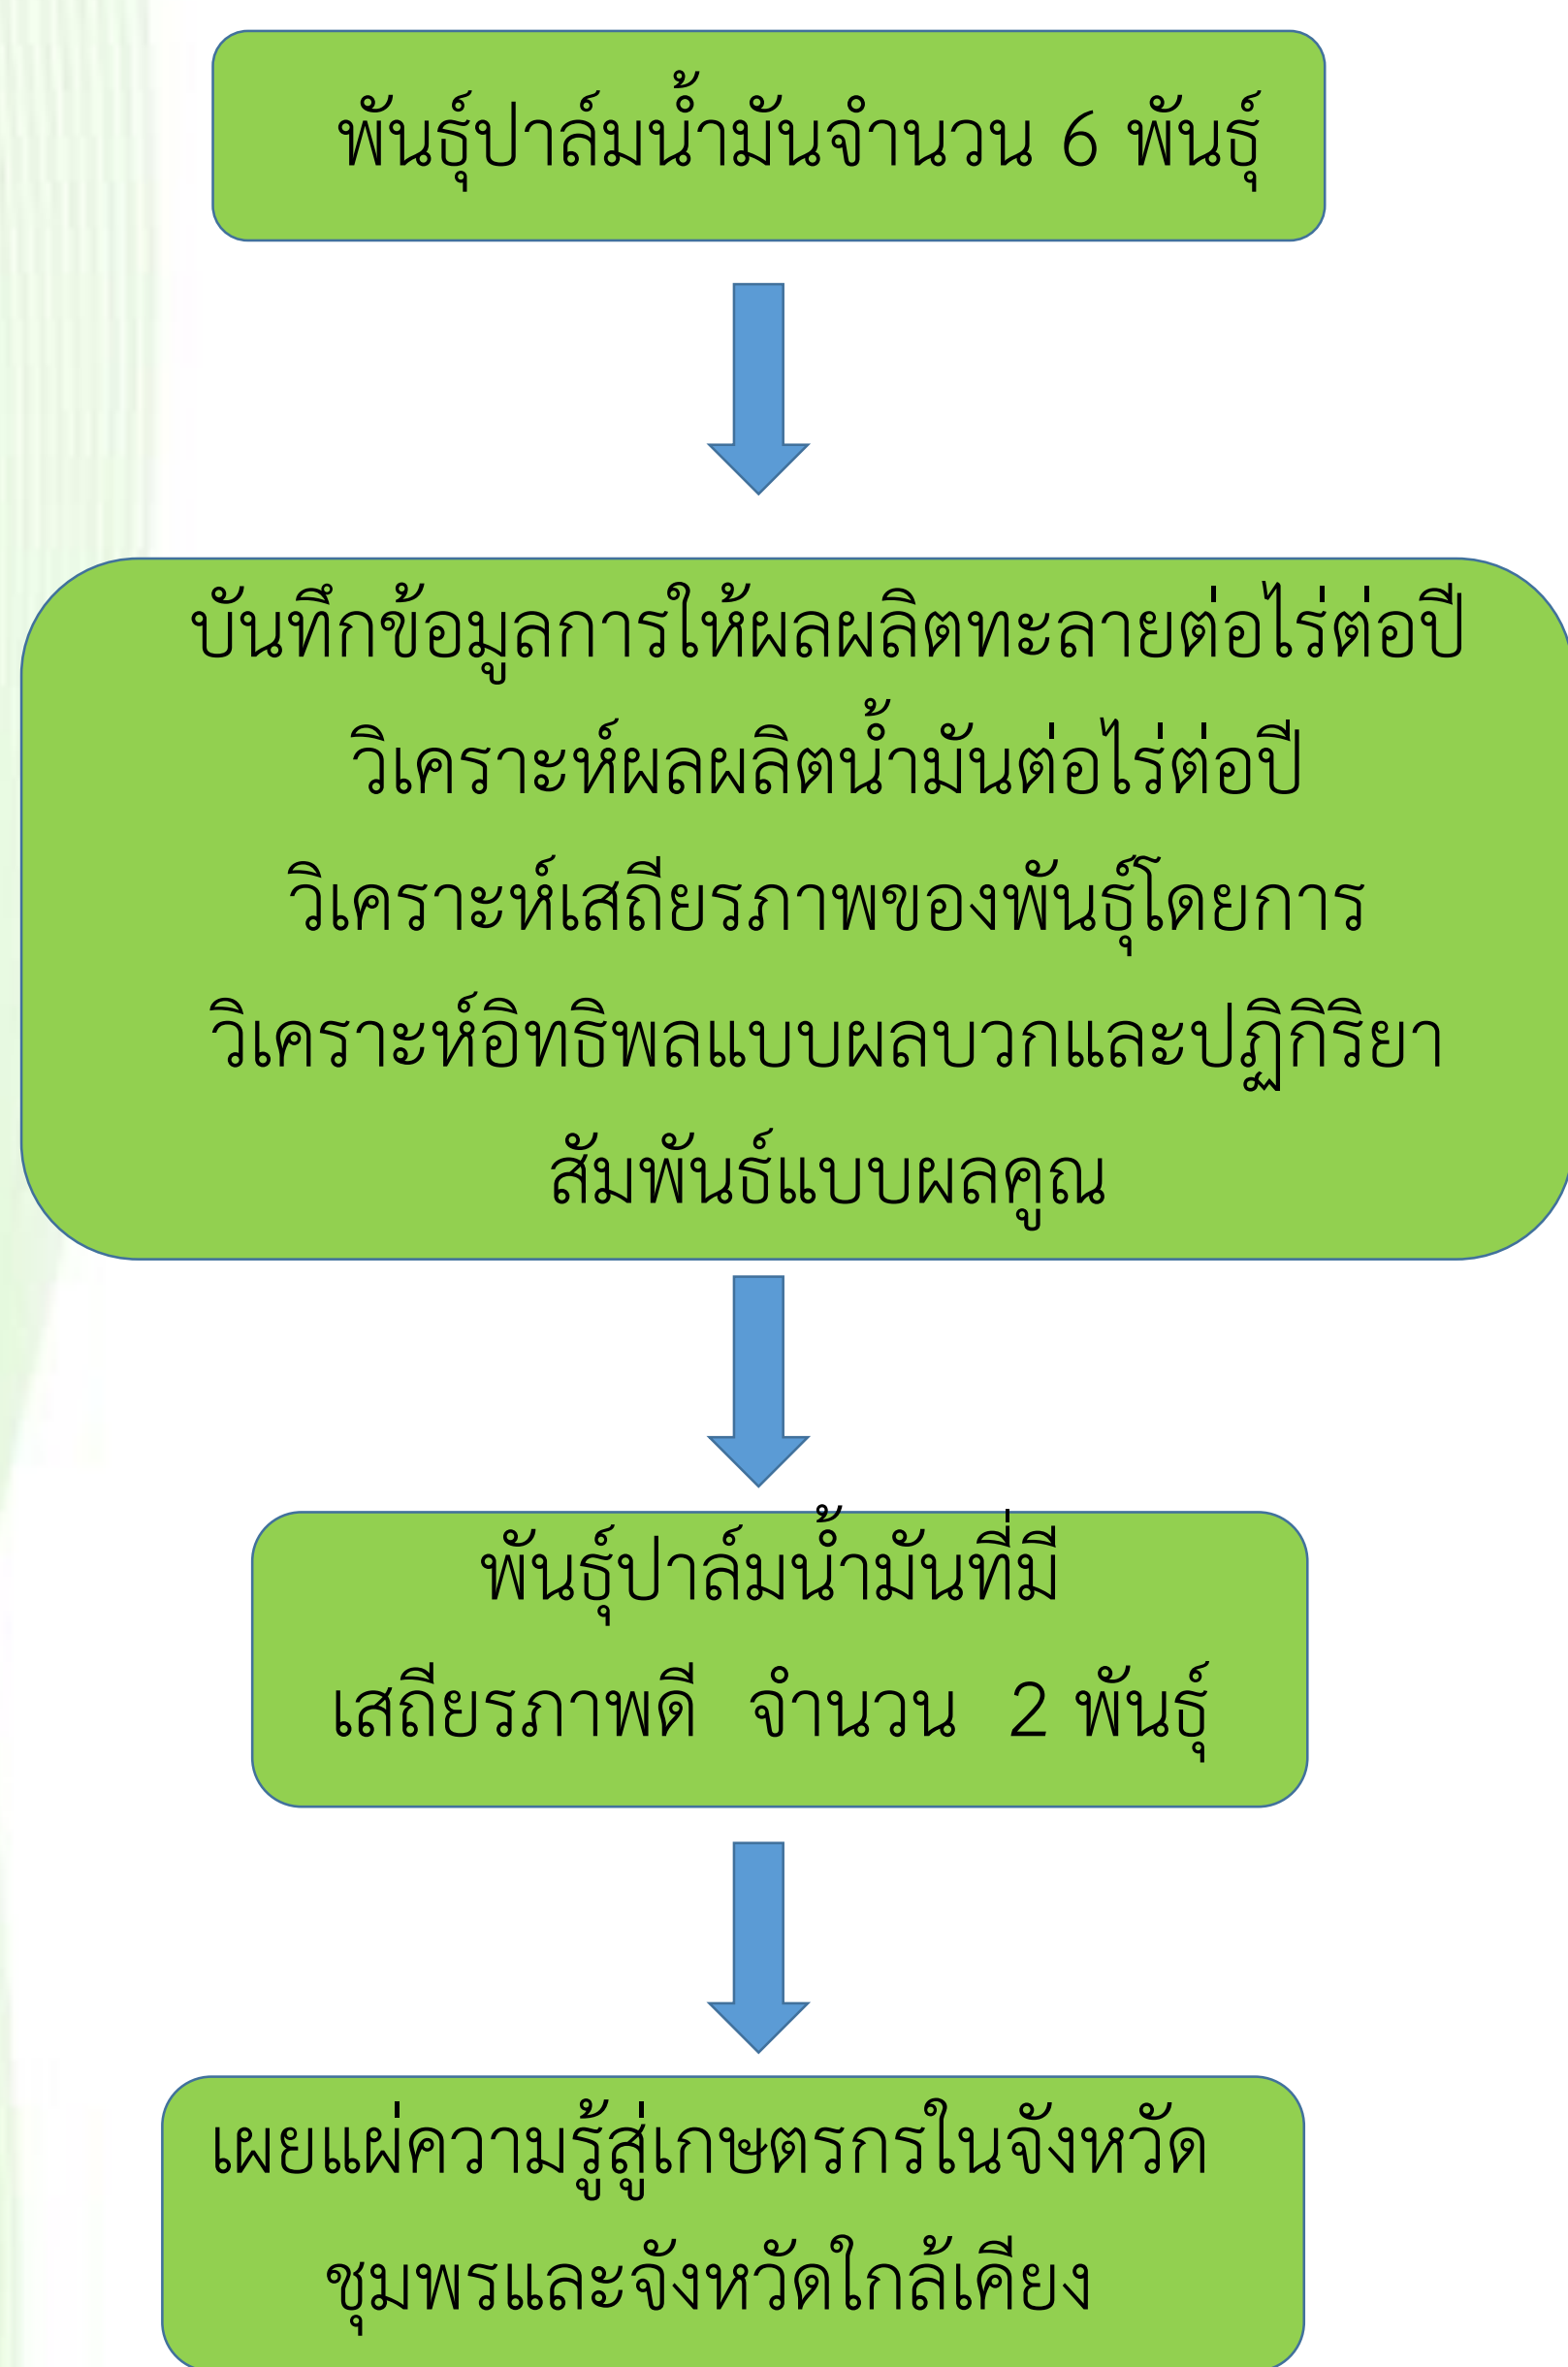 พันธุ์ปาล์มน้ำมันจำนวน 6 พันธุ์
บันทึกข้อมูลการให้ผลผลิตทะลายต่อไร่ต่อปี
วิเคราะห์ผลผลิตน้ำมันต่อไร่ต่อปี
วิเคราะห์เสถียรภาพของพันธุ์โดยการ
วิเคราะห์อิทธิพลแบบผลบวกและปฏิกิริยา
สัมพันธ์แบบผลคูณ
พันธุ์ปาล์มน้ำมันที่มี
เสถียรภาพดี จำนวน 2 พันธุ์
เผยแผ่ความรู้สู่เกษตรกรในจังหวัด
ชุมพรและจังหวัดใกล้เคียง